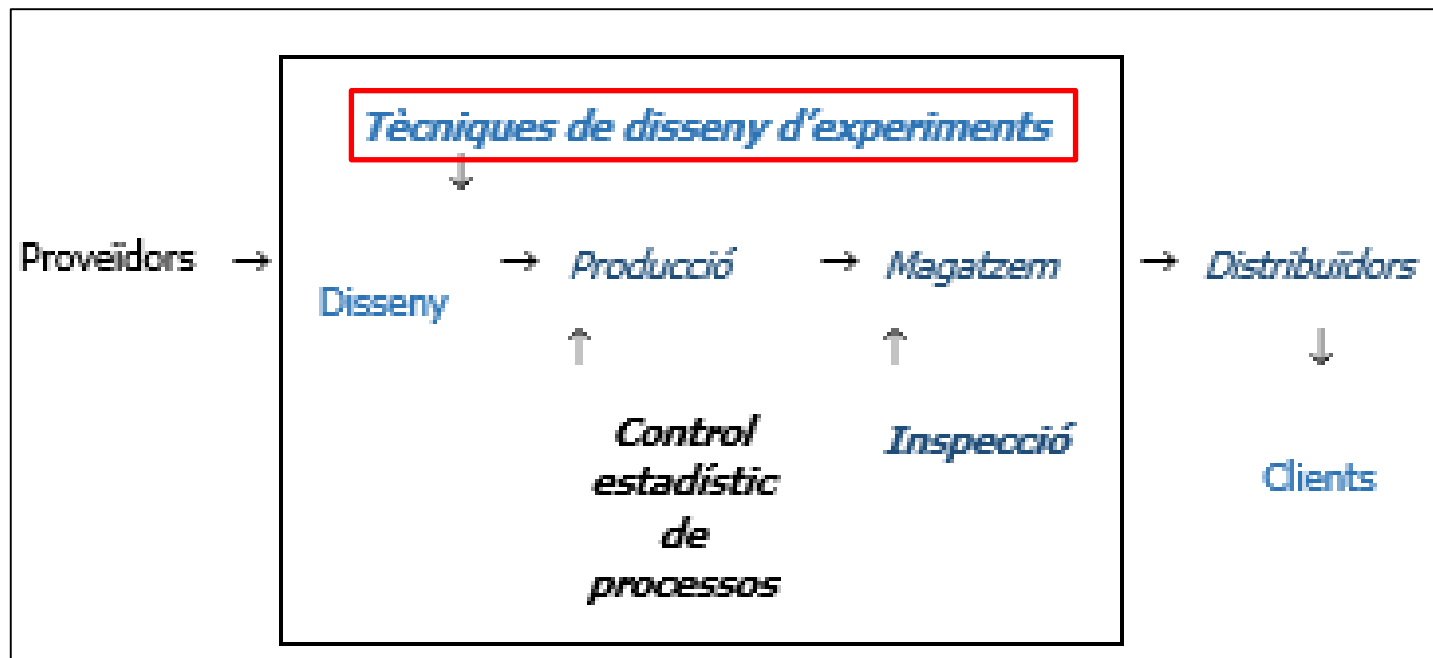 Tècniques de disseny d'experiments
↓
Proveïdors → → Producció → Magatzem → Distribuïdors
Disseny
↑ ↑ ↓
Control
estadístic
de
processos
Inspecció
Clients